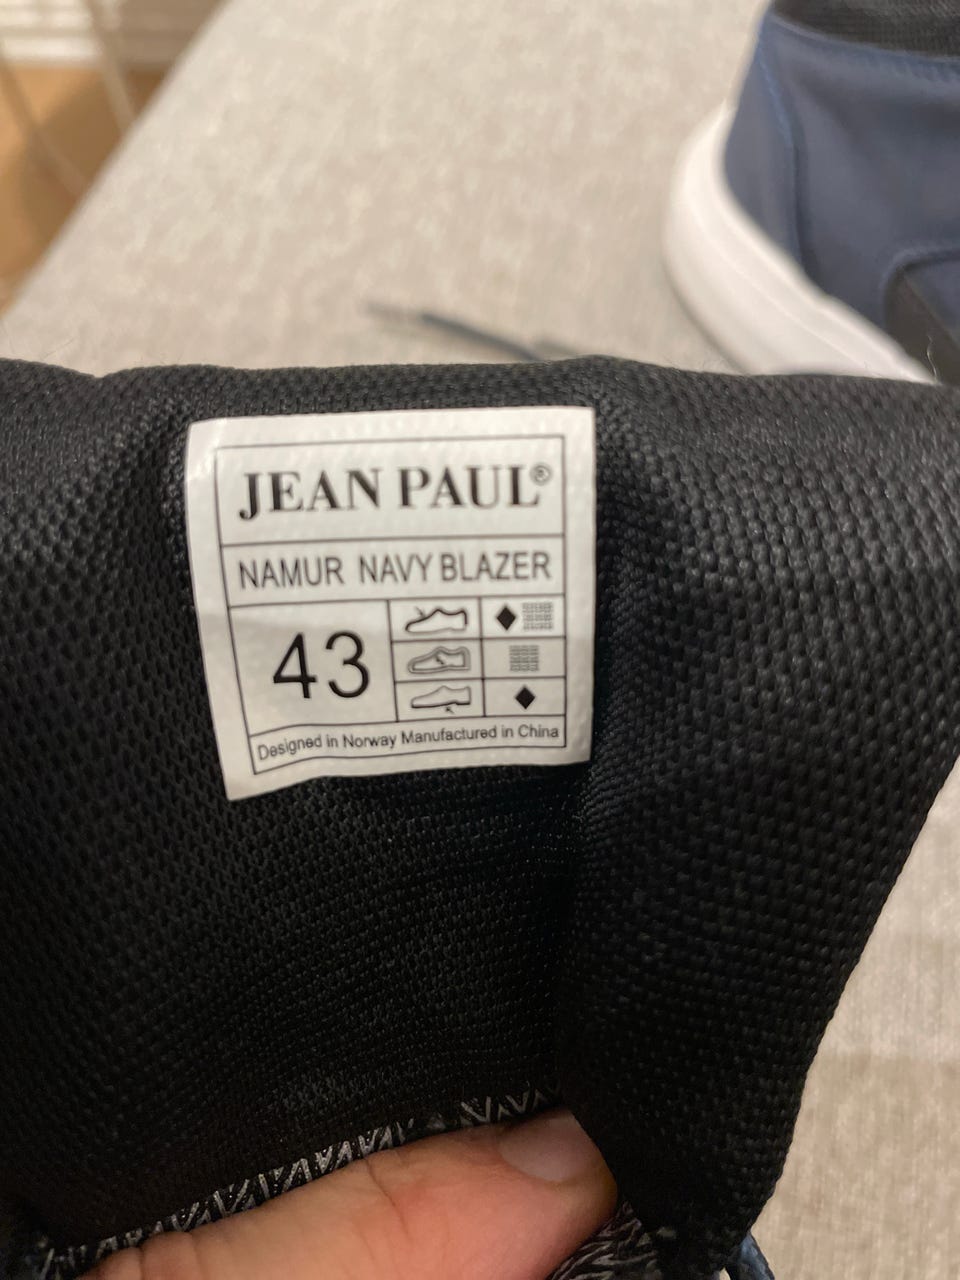 JEAN PAUL®
NAMUR NAVY BLAZER
43
Designed in Norway Manufactured in China